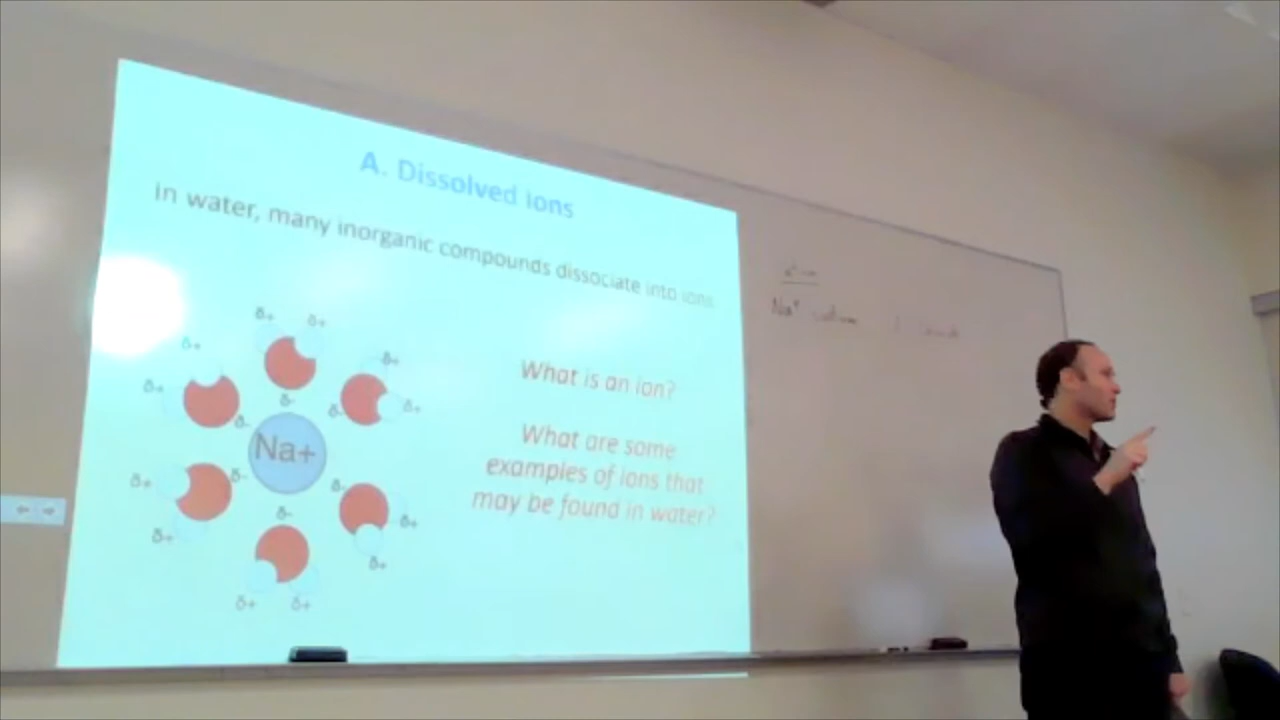 A. Dissolved ions
In water, many inorganic compounds dissociate into ions
δ+ δ+
δ+ δ+
δ+ δ- δ- δ+
δ-
Na+
What is an ion?
What are some
examples of ions that
may be found in water?
δ+ δ- δ-
δ- δ+
δ+ δ+
δ+ δ+
Na+